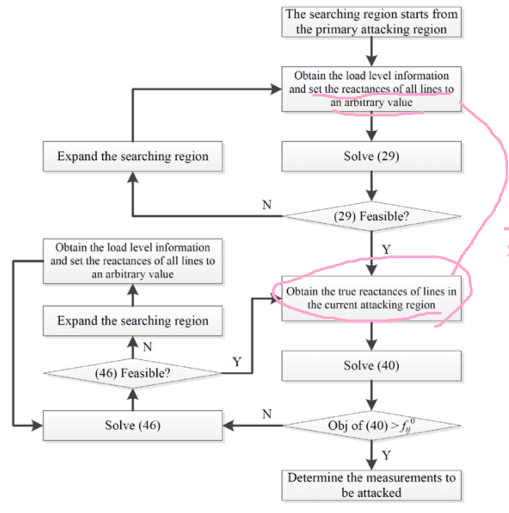 The searching region starts from
the primary attacking region
Obtain the load level information
and set the reactances of all lines to
an arbitrary value
Expand the searching region
Solve (29)
N
(29) Feasible?
Y
Obtain the load level information
and set the reactances of all lines to
an arbitrary value
Obtain the true reactances of lines in
the current attacking region
Expand the searching region
N
Y
(46) Feasible?
Solve (40)
Solve (46)
N
Obj of (40) > f_{ij}^{0}
Y
Determine the measurements to
be attacked